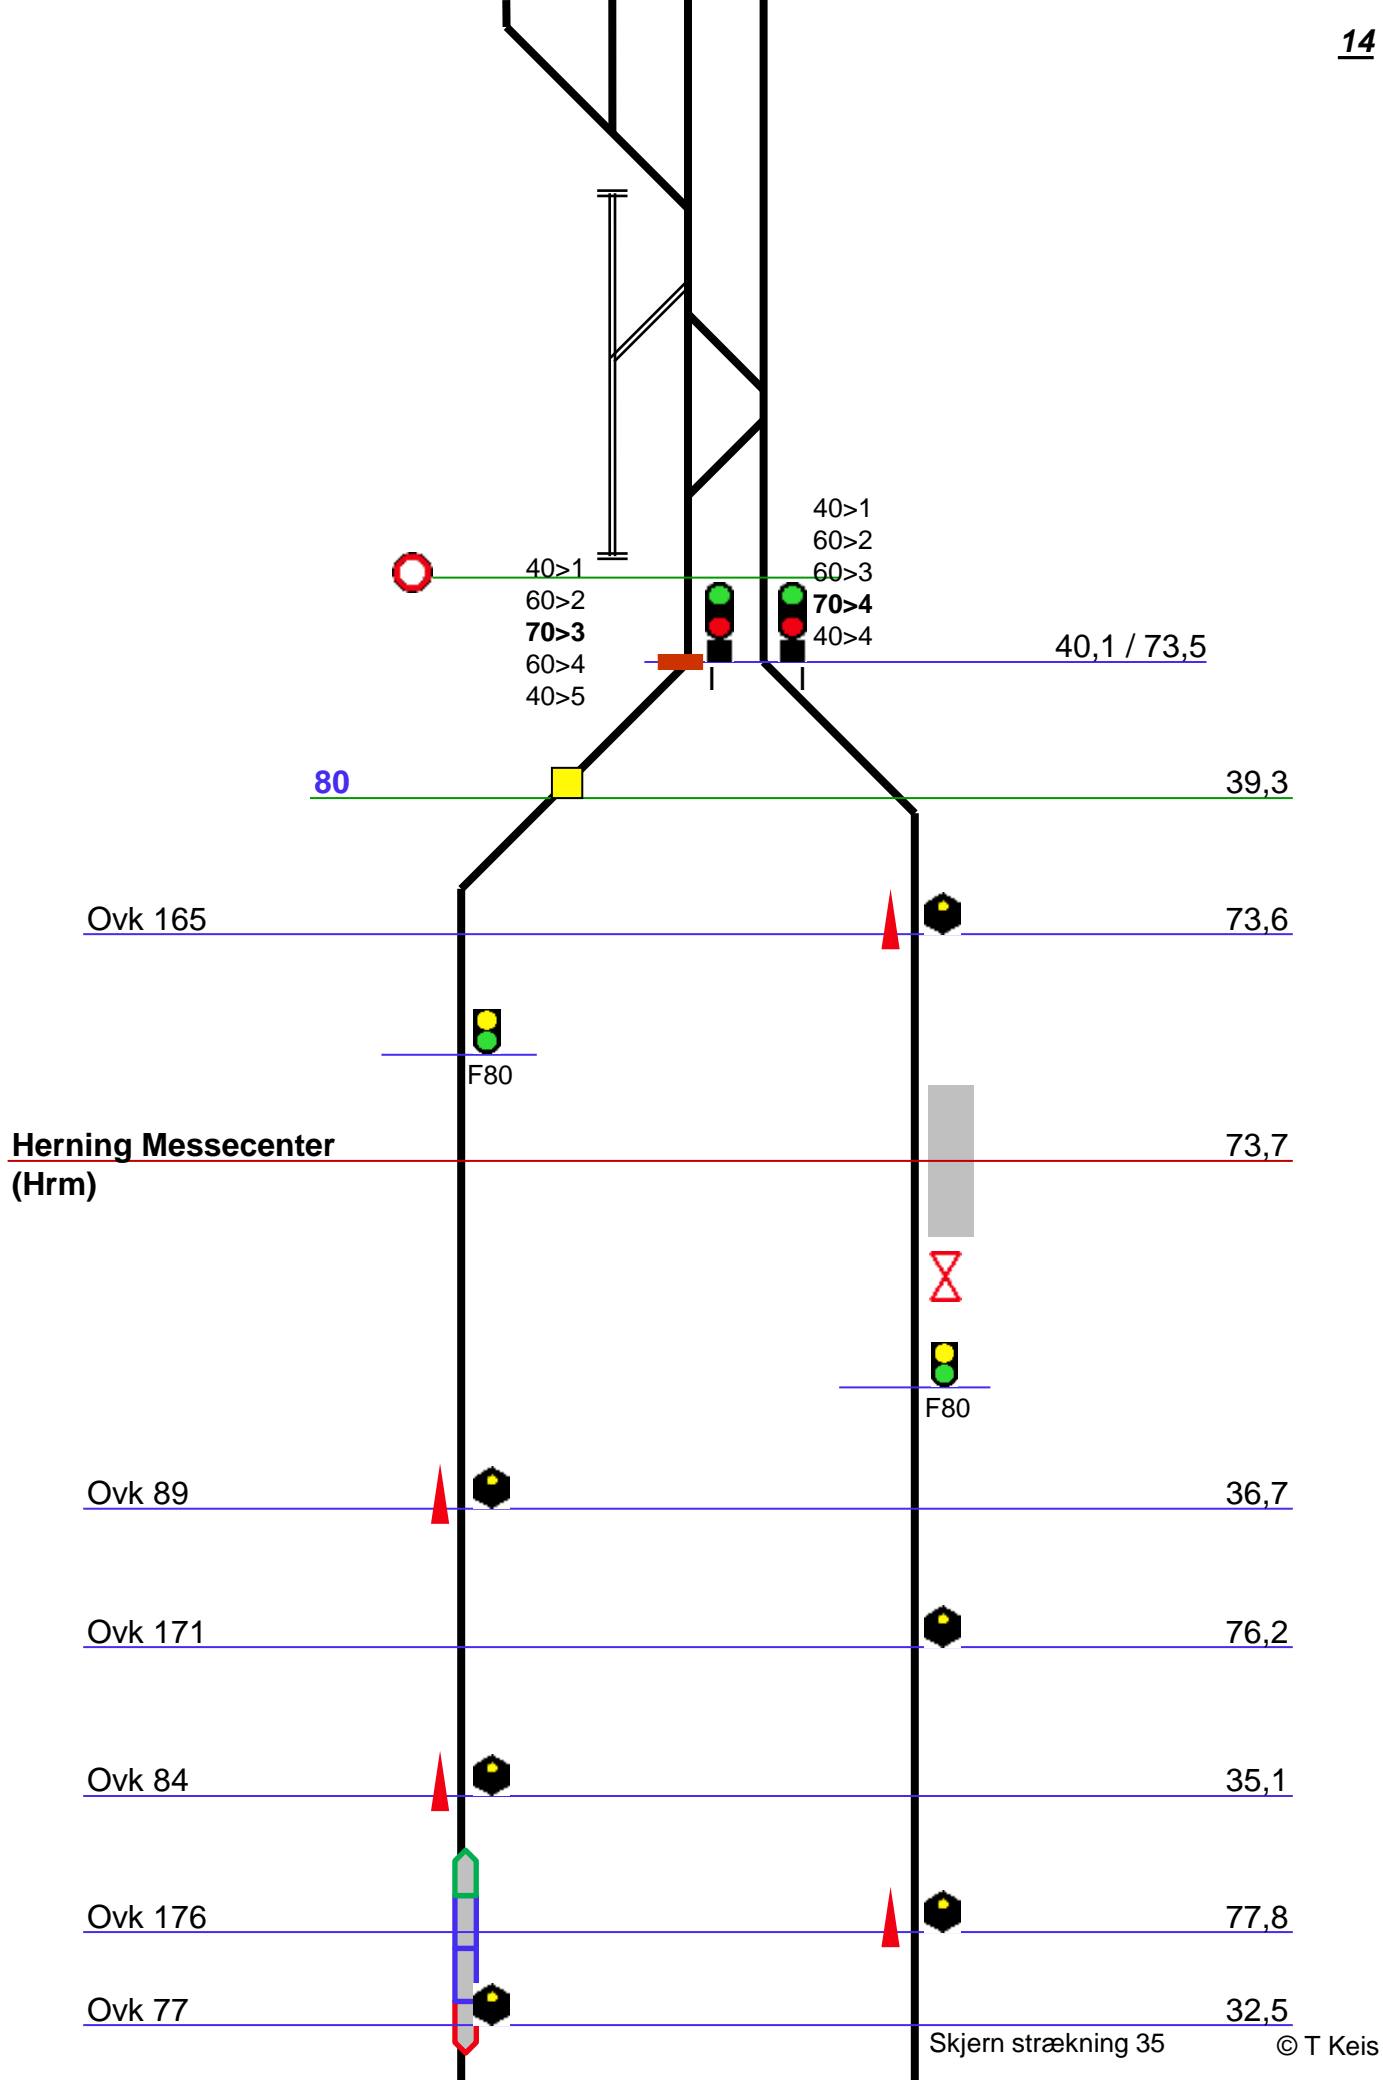 14
40>1
60>2
60>3
70>4
40>4
40>1
60>2
70>3
60>4
40>5
40,1 / 73,5
80
39,3
Ovk 165
73,6
F80
Herning Messecenter
(Hrm)
73,7
F80
Ovk 89
36,7
Ovk 171
76,2
Ovk 84
35,1
Ovk 176
77,8
Ovk 77
32,5
Skjern strækning 35
© T Keis